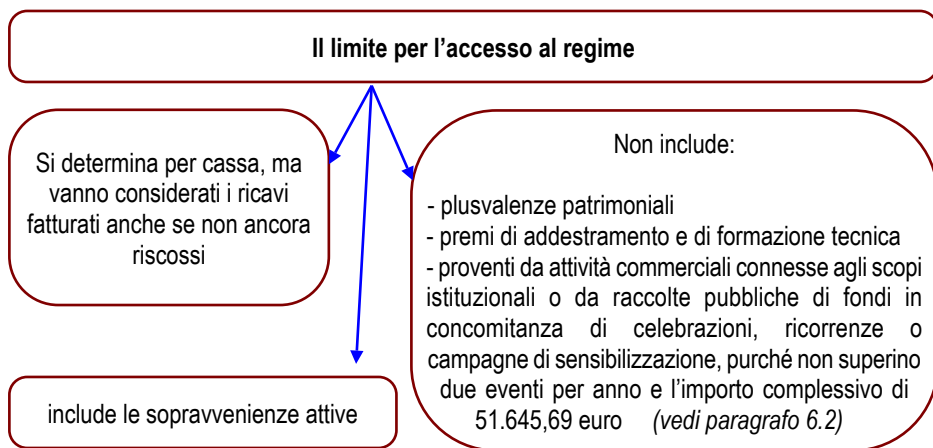 Il limite per l’accesso al regime
Si determina per cassa, ma
vanno considerati i ricavi
fatturati anche se non ancora
riscossi
Non include:
- plusvalenze patrimoniali
- premi di addestramento e di formazione tecnica
- proventi da attività commerciali connesse agli scopi
istituzionali o da raccolte pubbliche di fondi in
concomitanza di celebrazioni, ricorrenze o
campagne di sensibilizzazione, purché non superino
due eventi per anno e l’importo complessivo di
51.645,69 euro (vedi paragrafo 6.2)
include le sopravvenienze attive